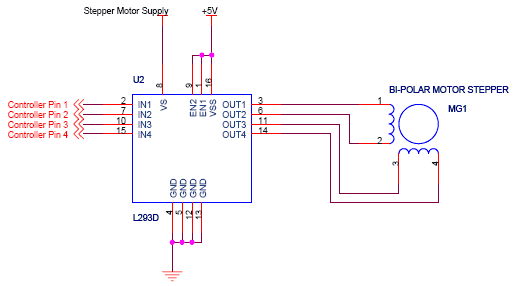 Stepper Motor Supply +5V
U2
8 9 1 16
VS EN2 EN1 VSS
BI-POLAR MOTOR STEPPER
MG1
Controller Pin 1 2 IN1 OUT1 3 1
Controller Pin 2 7 IN2 OUT2 6
Controller Pin 3 10 IN3 OUT3 11
Controller Pin 4 15 IN4 OUT4 14 2
3 4
GND GND GND GND
L293D
4 5 12 13